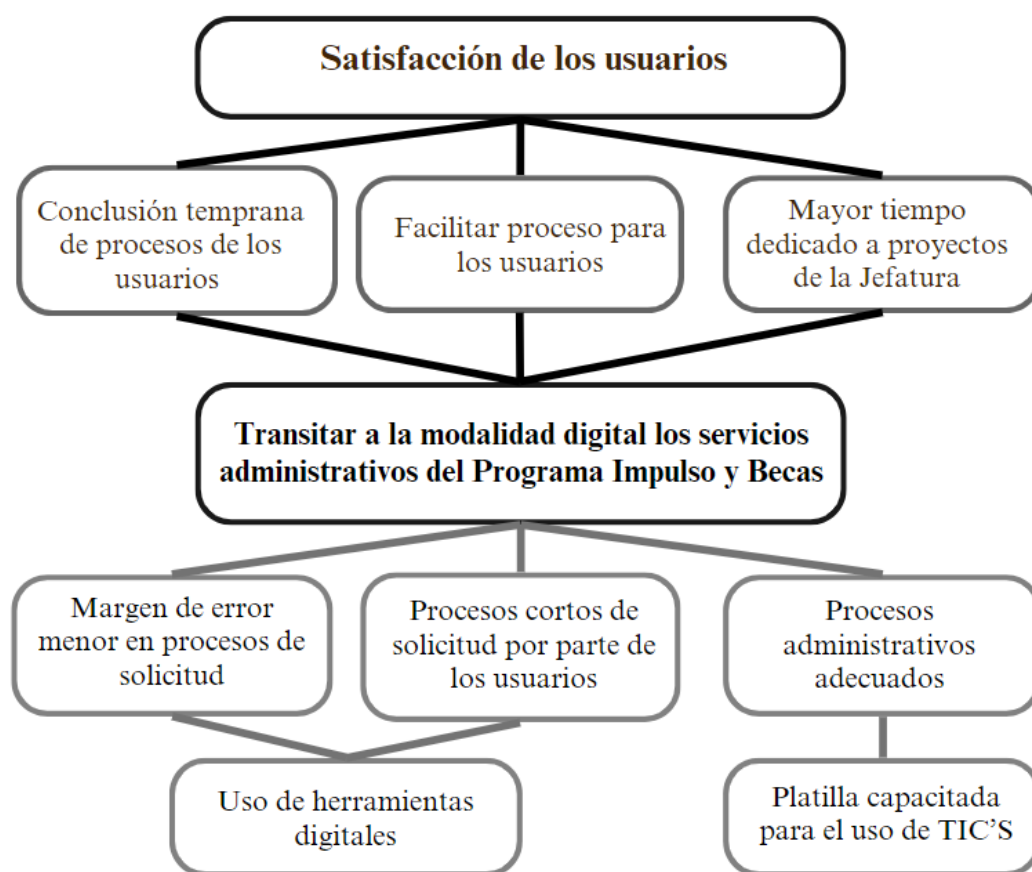 Satisfacción de los usuarios
Conclusión temprana
de procesos de los
usuarios
Facilitar proceso para
los usuarios
Mayor tiempo
dedicado a proyectos
de la Jefatura
Transitar a la modalidad digital los servicios
administrativos del Programa Impulso y Becas
Margen de error
menor en procesos de
solicitud
Procesos cortos de
solicitud por parte de
los usuarios
Procesos
administrativos
adecuados
Uso de herramientas
digitales
Platilla capacitada
para el uso de TIC’S